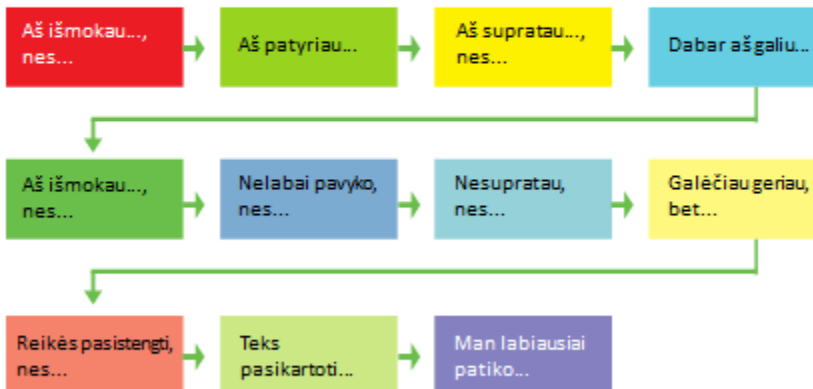 Aš išmokau...,
nes...
Aš patyriau...
Aš supratau...,
nes...
Dabar aš galiu...
Aš išmokau...,
nes...
Nelabai pavyko,
nes...
Nesupratau,
nes...
Galėčiau geriau,
bet...
Reikės pasistengti,
nes...
Teks
pasikartoti...
Man labiausiai
patiko...